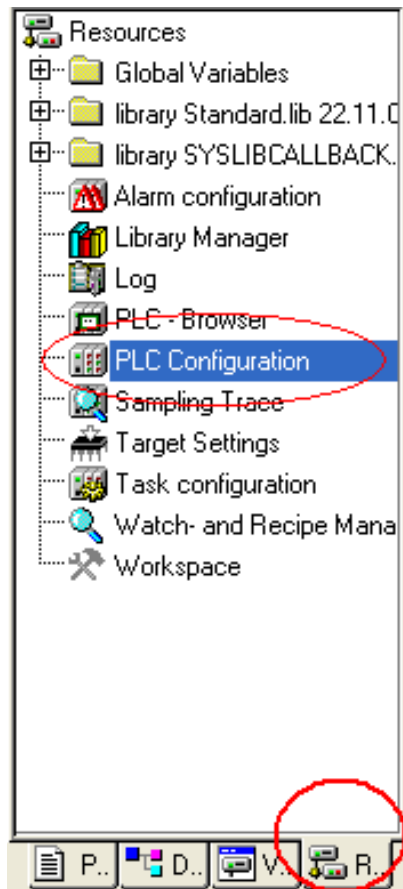 Resources
Global Variables
library Standard.lib 22.11.0
library SYSLIBCALLBACK.
Alarm configuration
Library Manager
Log
PLC - Browser
PLC Configuration
Sampling Trace
Target Settings
Task configuration
Watch- and Recipe Mana
Workspace
P.. D.. V.. R..